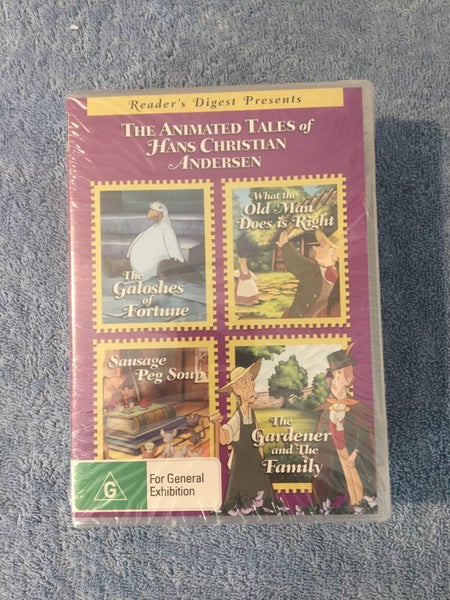 Reader's Digest Presents
THE ANIMATED TALES of
HANS CHRISTIAN
ANDERSEN
The
Galoshes
of
Fortune
What the
Old Man
Does is Right
Sausage
Peg Soup
The
Gardener
and The
Family
G
For General
Exhibition